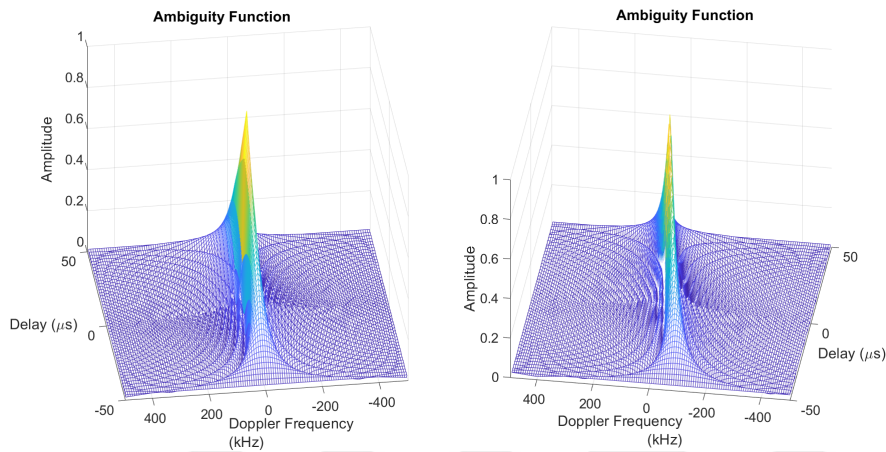 Ambiguity Function
1
0.8
0.6
0.4
0.2
0
Amplitude
50
0
-50
Delay (μs)
400
200
0
-200
-400
Doppler Frequency
(kHz)
Ambiguity Function
1
0.8
0.6
0.4
0.2
0
Amplitude
400
200
0
-200
-400
Doppler Frequency
(kHz)
50
0
-50
Delay (μs)